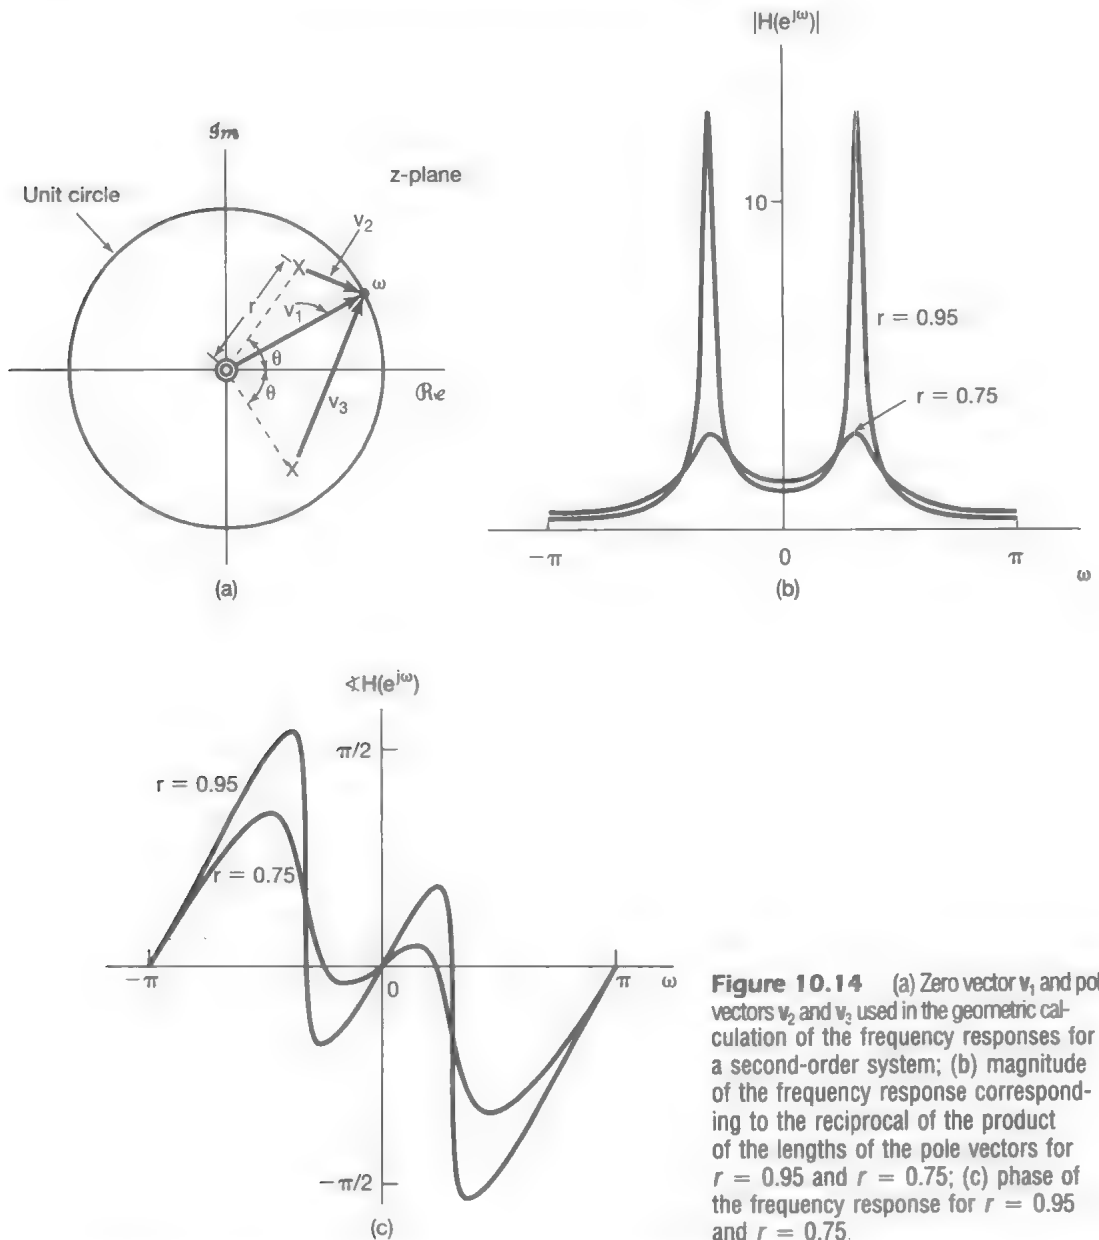 |H(e^{jω})|
𝒥m
z-plane
Unit circle
v₂
ω
r
v₁
θ
θ
ℛe
v₃
X
X
(a)
10
r = 0.95
r = 0.75
−π
0
π
ω
(b)
∢H(e^{jω})
π/2
r = 0.95
r = 0.75
−π
0
π
ω
−π/2
(c)
Figure 10.14 (a) Zero vector v₁ and pol
vectors v₂ and v₃ used in the geometric cal-
culation of the frequency responses for
a second-order system; (b) magnitude
of the frequency response correspond-
ing to the reciprocal of the product
of the lengths of the pole vectors for
r = 0.95 and r = 0.75; (c) phase of
the frequency response for r = 0.95
and r = 0.75.